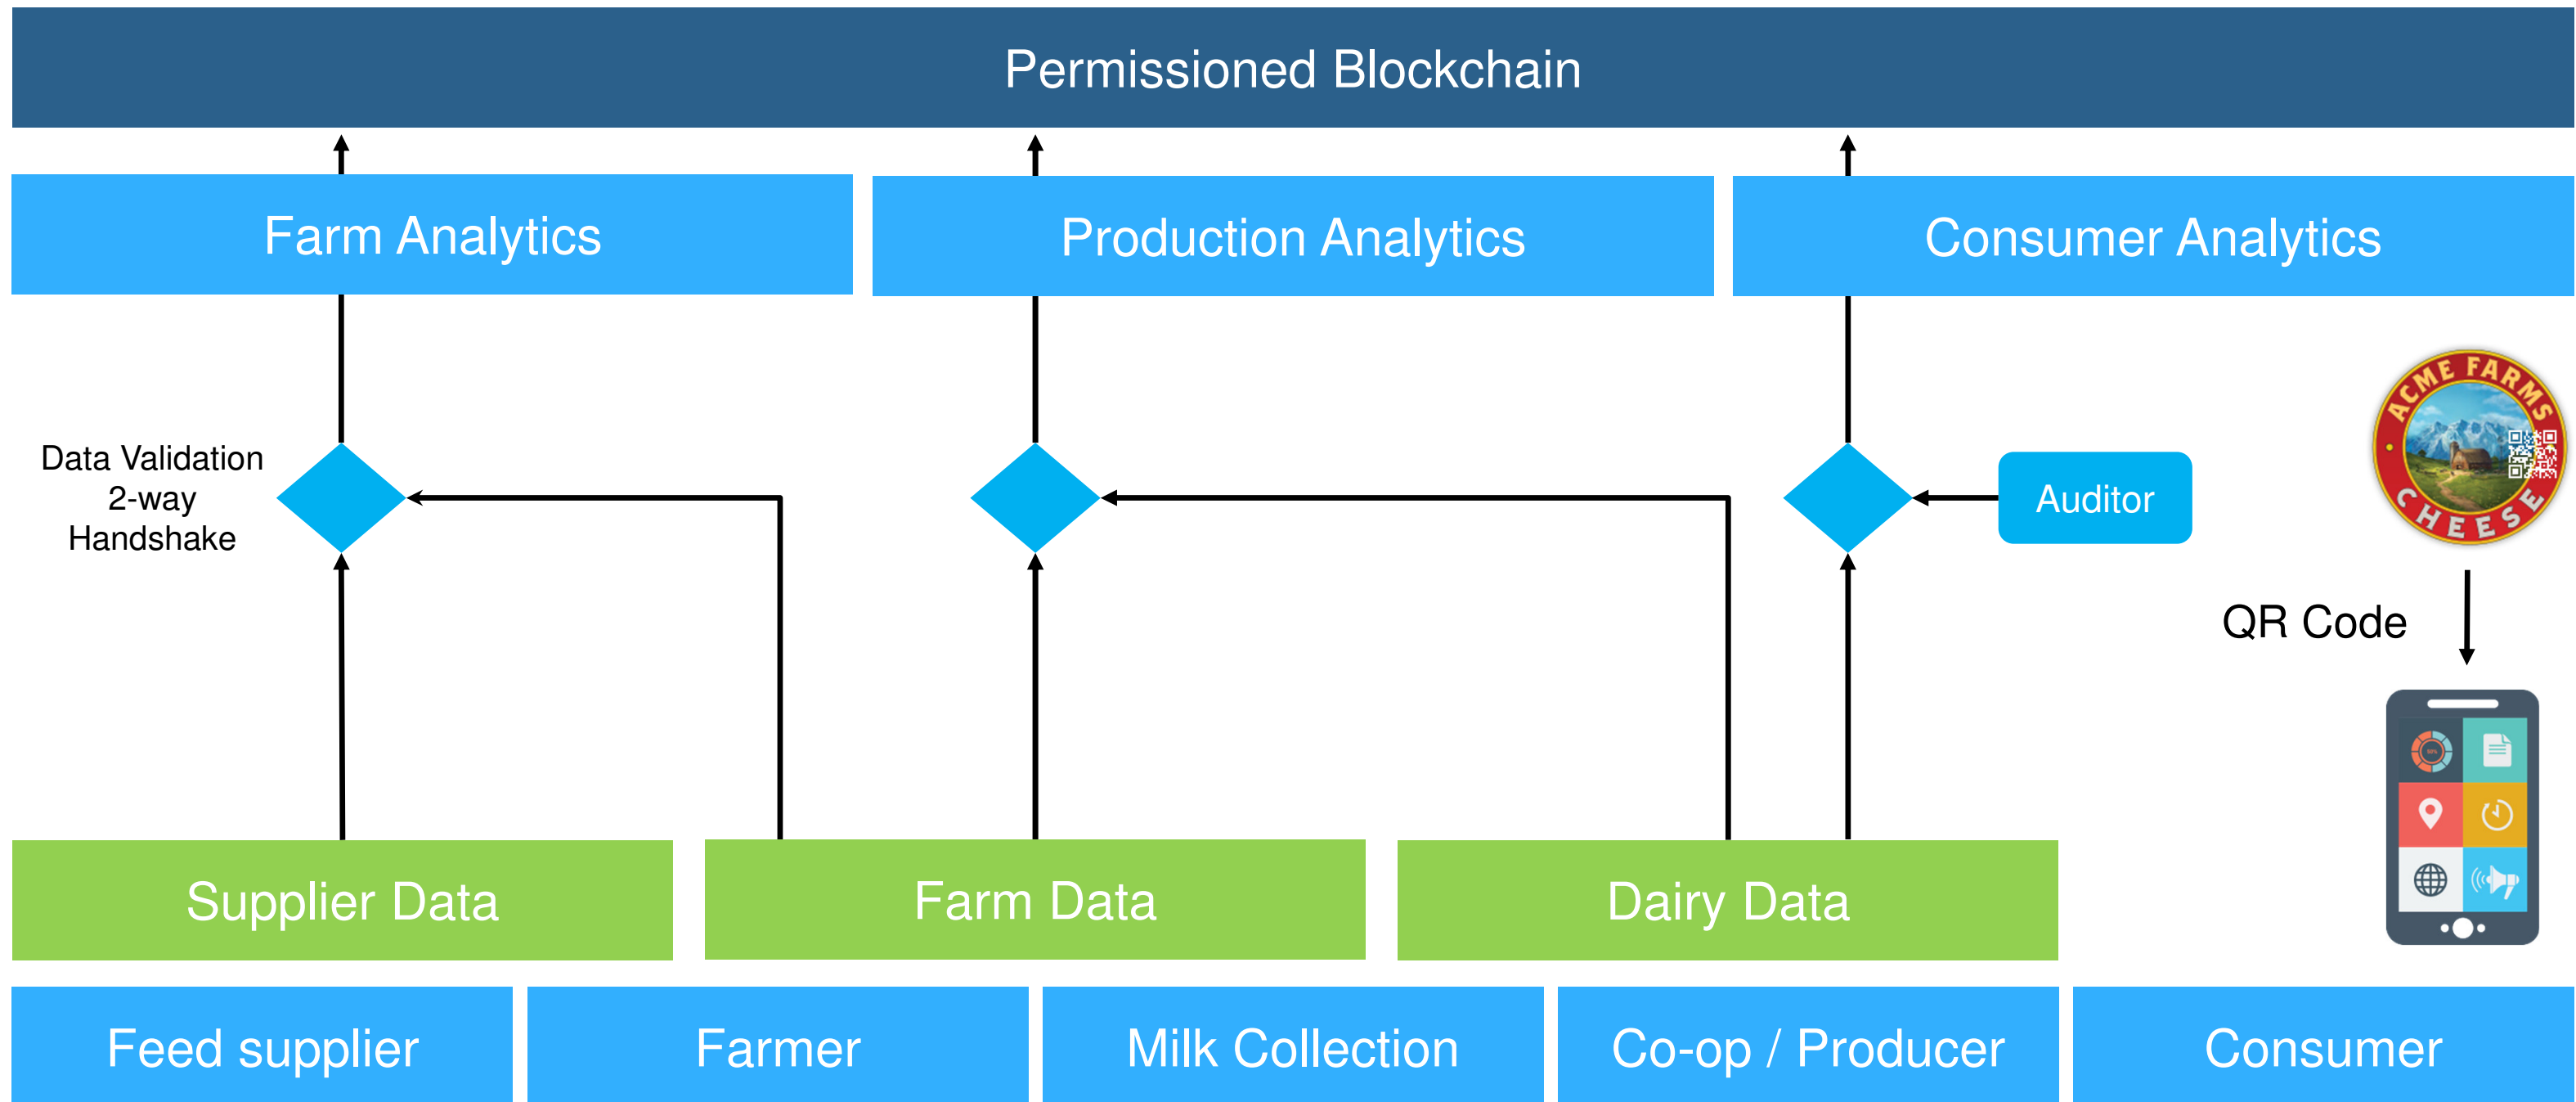 Permissioned Blockchain
Farm Analytics
Production Analytics
Consumer Analytics
Data Validation
2-way
Handshake
Auditor
ACME FARMS
CHEESE
QR Code
Supplier Data
Farm Data
Dairy Data
Feed supplier
Farmer
Milk Collection
Co-op / Producer
Consumer